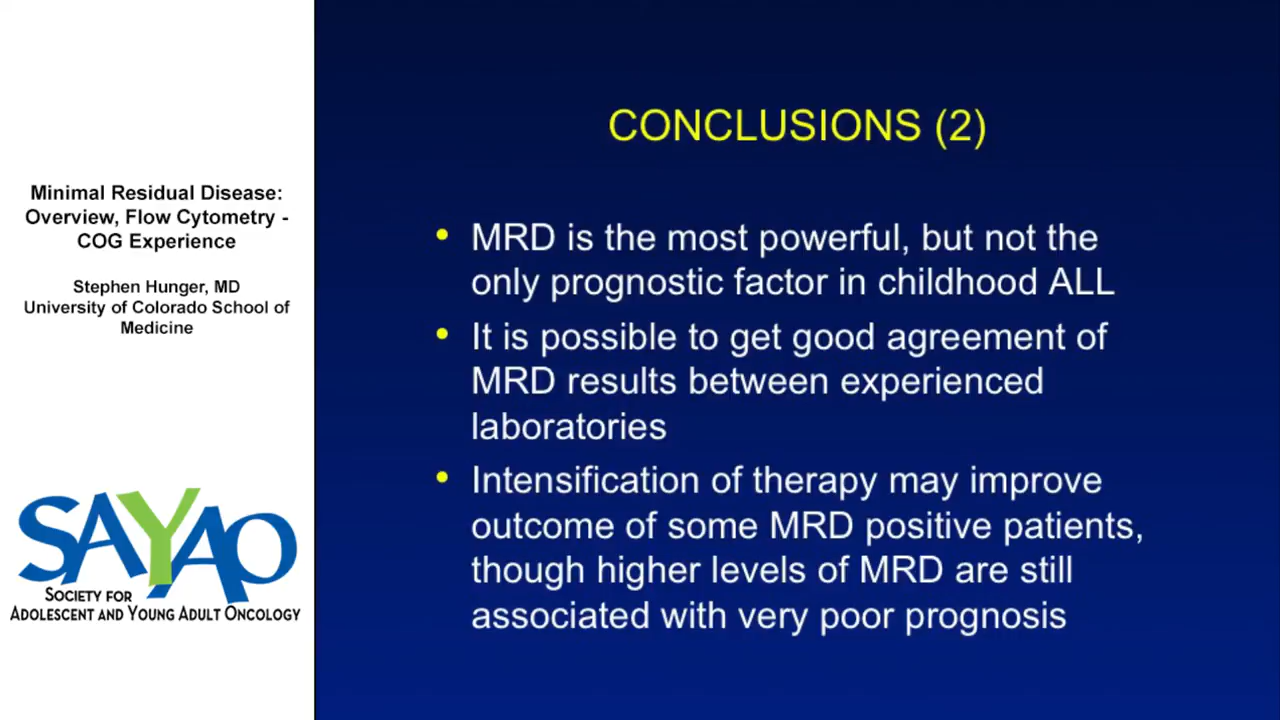 Minimal Residual Disease:
Overview, Flow Cytometry -
COG Experience
Stephen Hunger, MD
University of Colorado School of
Medicine
SAYAO
SOCIETY FOR
ADOLESCENT AND YOUNG ADULT ONCOLOGY
CONCLUSIONS (2)
• MRD is the most powerful, but not the
only prognostic factor in childhood ALL
• It is possible to get good agreement of
MRD results between experienced
laboratories
• Intensification of therapy may improve
outcome of some MRD positive patients,
though higher levels of MRD are still
associated with very poor prognosis